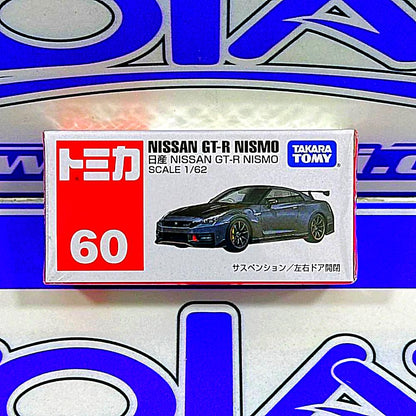 トミカ
60
NISSAN GT-R NISMO
日産 NISSAN GT-R NISMO
SCALE 1/62
TAKARA
TOMY
サスペンション/左右ドア開閉